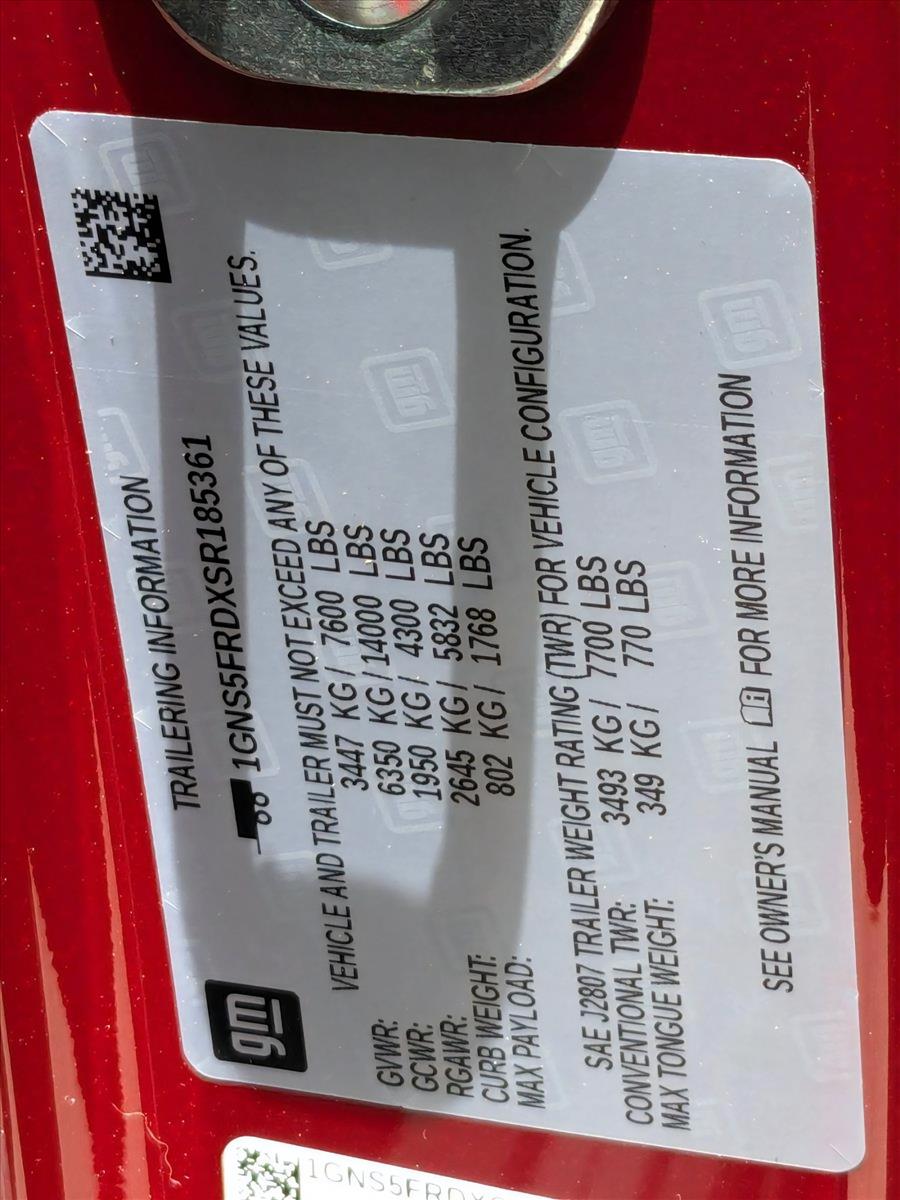 gm
TRAILERING INFORMATION
1GNS5FRDXSR185361
VEHICLE AND TRAILER MUST NOT EXCEED ANY OF THESE VALUES.
GVWR: 3447 KG / 7600 LBS
GCWR: 6350 KG / 14000 LBS
RGAWR: 1950 KG / 4300 LBS
CURB WEIGHT: 2645 KG / 5832 LBS
MAX PAYLOAD: 802 KG / 1768 LBS
SAE J2807 TRAILER WEIGHT RATING (TWR) FOR VEHICLE CONFIGURATION.
CONVENTIONAL TWR: 3493 KG / 7700 LBS
MAX TONGUE WEIGHT: 349 KG / 770 LBS
SEE OWNER'S MANUAL FOR MORE INFORMATION